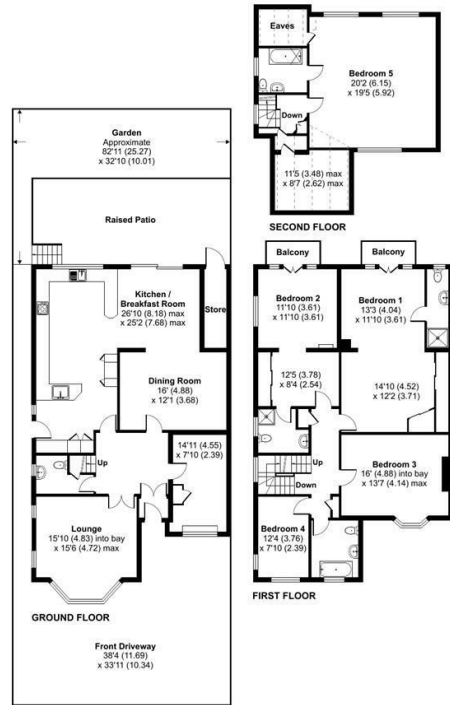 Eaves
Bedroom 5
20'2 (6.15)
x 19'5 (5.92)
Down
11'5 (3.48) max
x 8'7 (2.62) max
SECOND FLOOR
Garden
Approximate
82'11 (25.27)
x 32'10 (10.01)
Raised Patio
Kitchen /
Breakfast Room
26'10 (8.18) max
x 25'2 (7.68) max
Store
Dining Room
16' (4.88)
x 12'1 (3.68)
Up
14'11 (4.55)
x 7'10 (2.39)
Lounge
15'10 (4.83) into bay
x 15'6 (4.72) max
GROUND FLOOR
Front Driveway
38'4 (11.69)
x 33'11 (10.34)
Balcony
Balcony
Bedroom 2
11'10 (3.61)
x 11'10 (3.61)
Bedroom 1
13'3 (4.04)
x 11'10 (3.61)
12'5 (3.78)
x 8'4 (2.54)
14'10 (4.52)
x 12'2 (3.71)
Up
Down
Bedroom 3
16' (4.88) into bay
x 13'7 (4.14) max
Bedroom 4
12'4 (3.76)
x 7'10 (2.39)
FIRST FLOOR